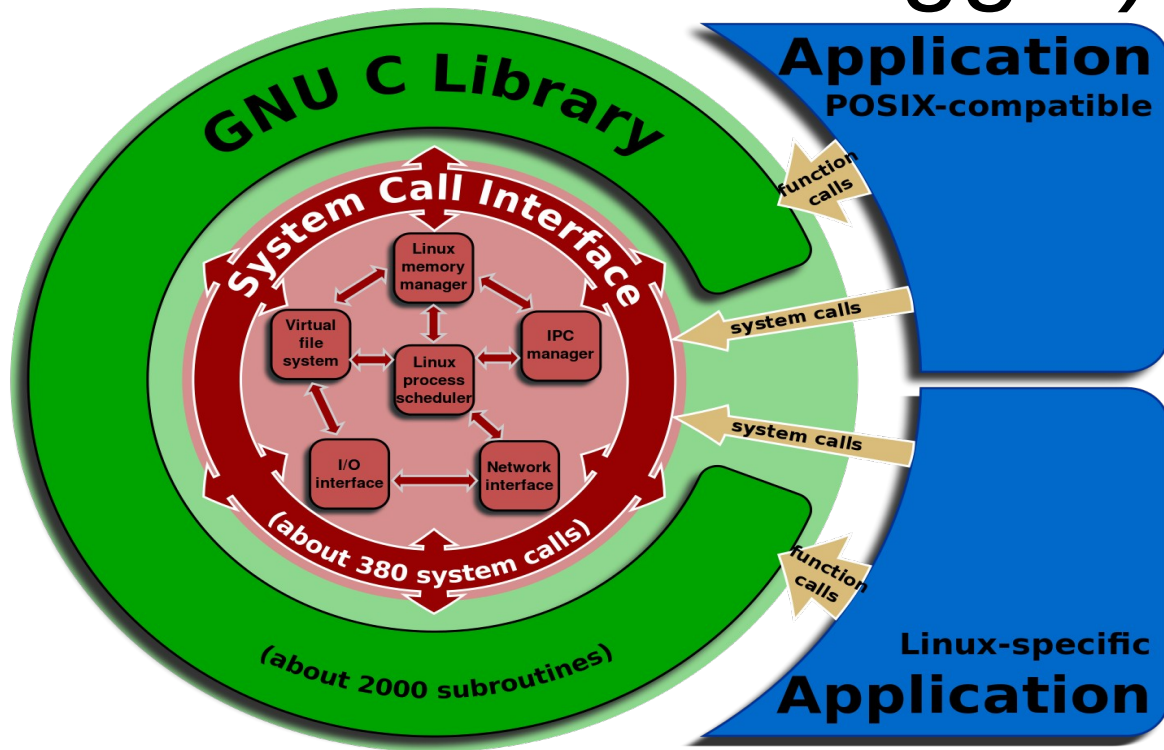 Application
POSIX-compatible
GNU C Library
function
calls
System Call Interface
Linux
memory
manager
Virtual
file
system
IPC
manager
Linux
process
scheduler
system calls
system calls
I/O
interface
Network
interface
(about 380 system calls)
function
calls
(about 2000 subroutines)
Linux-specific
Application